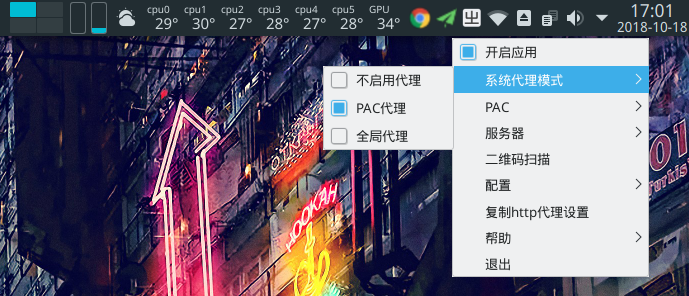 cpu0 cpu1 cpu2 cpu3 cpu4 cpu5 GPU
29° 30° 27° 28° 27° 28° 34°
17:01
2018-10-18
开启应用
系统代理模式
不启用代理
PAC代理
全局代理
PAC
服务器
二维码扫描
配置
复制http代理设置
帮助
退出
HOOKAH
Turkis